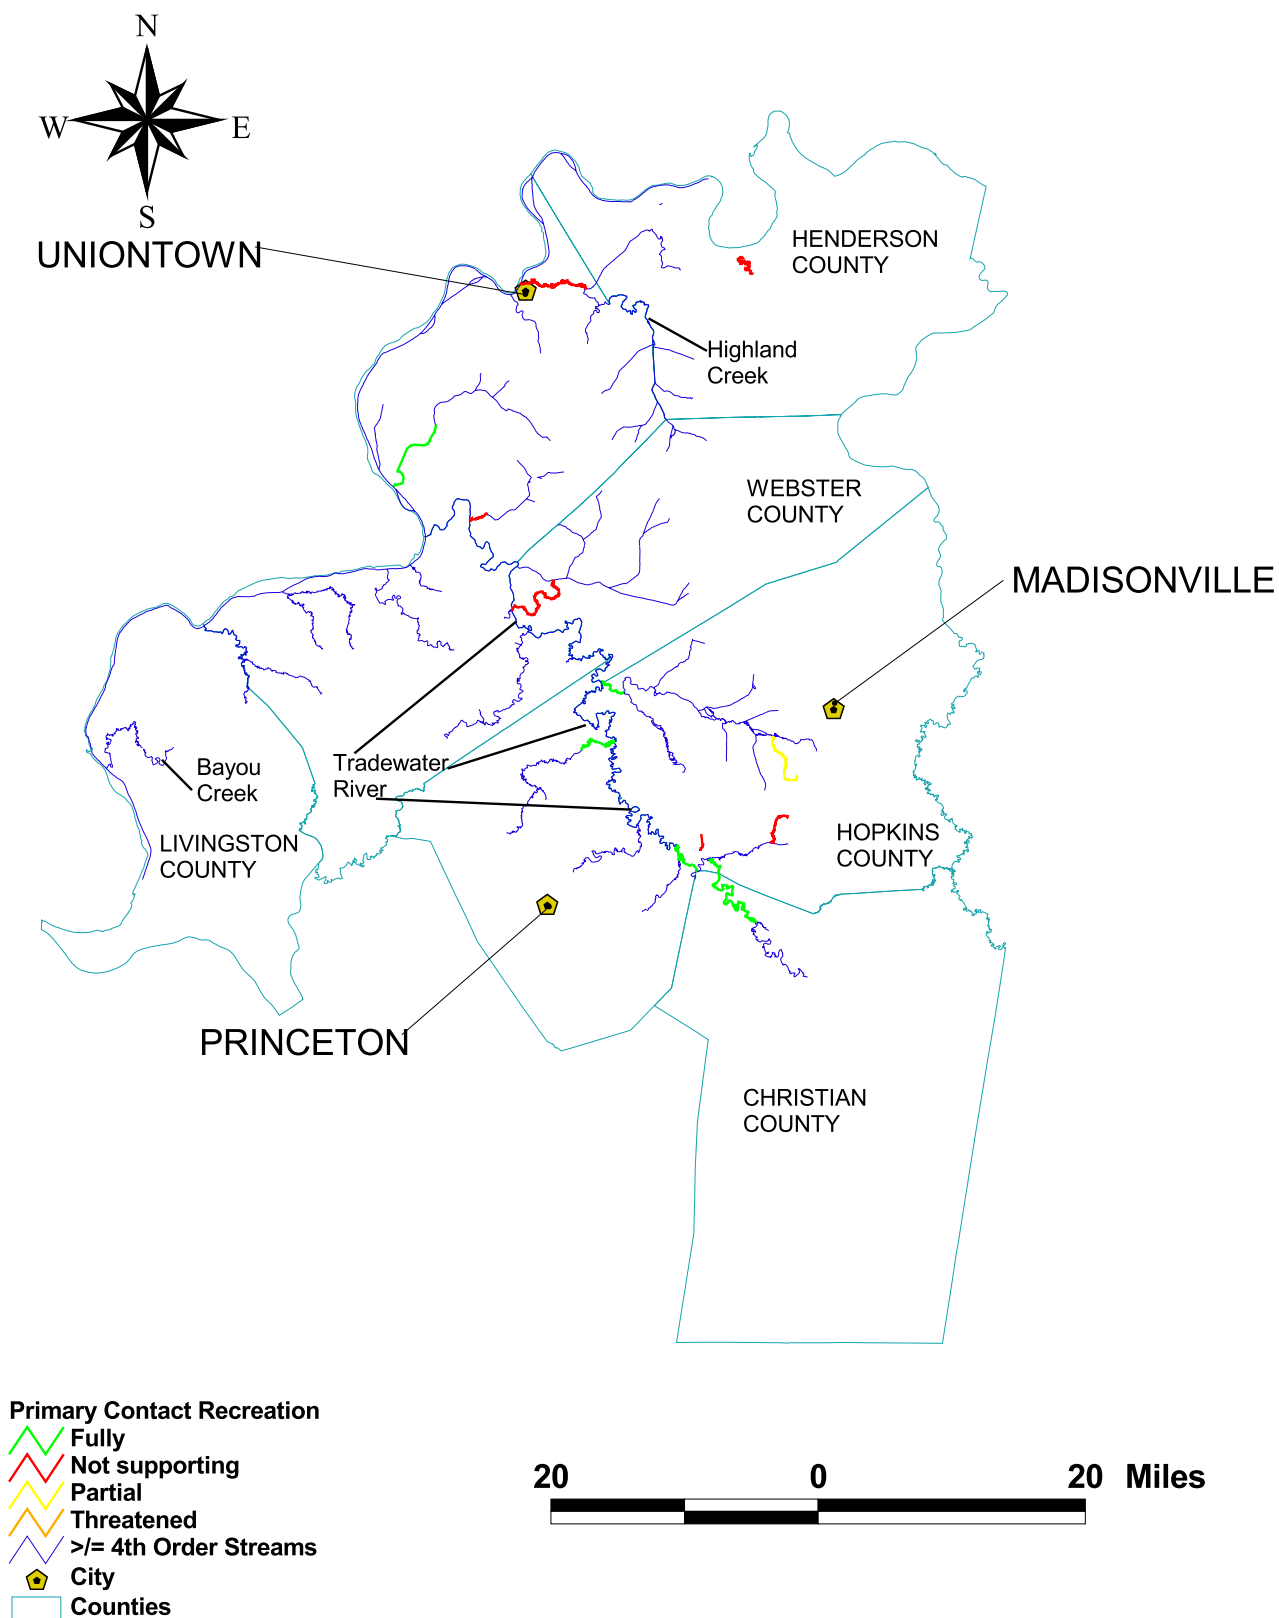 N
W
E
S
UNIONTOWN
HENDERSON
COUNTY
Highland
Creek
WEBSTER
COUNTY
MADISONVILLE
Tradewater
River
Bayou
Creek
LIVINGSTON
COUNTY
HOPKINS
COUNTY
PRINCETON
CHRISTIAN
COUNTY
Primary Contact Recreation
Fully
Not supporting
Partial
Threatened
>/= 4th Order Streams
City
Counties
20 0 20 Miles